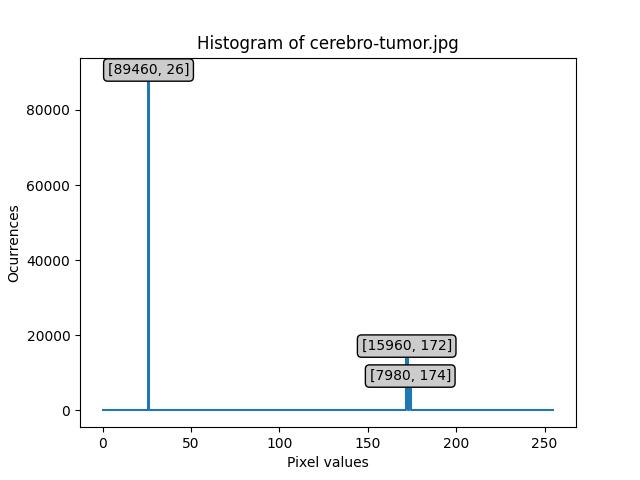 Histogram of cerebro-tumor.jpg
[89460, 26]
80000
60000
40000
20000
0
Ocurrences
[15960, 172]
[7980, 174]
0 50 100 150 200 250
Pixel values